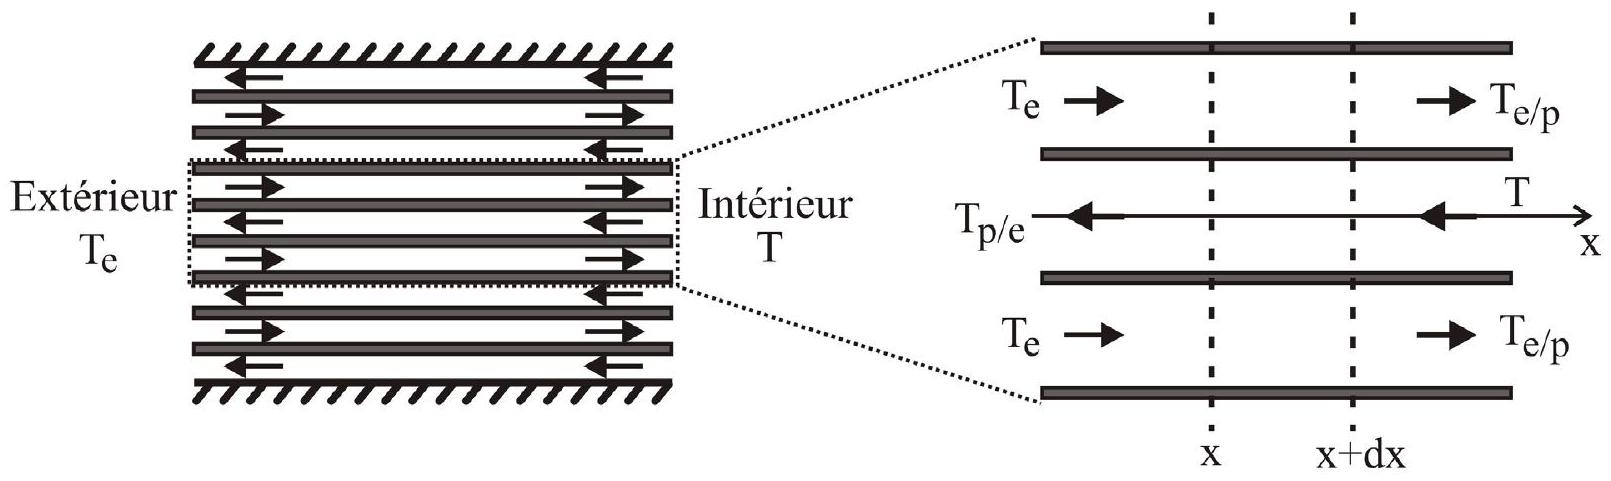 Extérieur
Te
Intérieur
T
Te
Te/p
Tp/e
T
x
Te
Te/p
x
x+dx